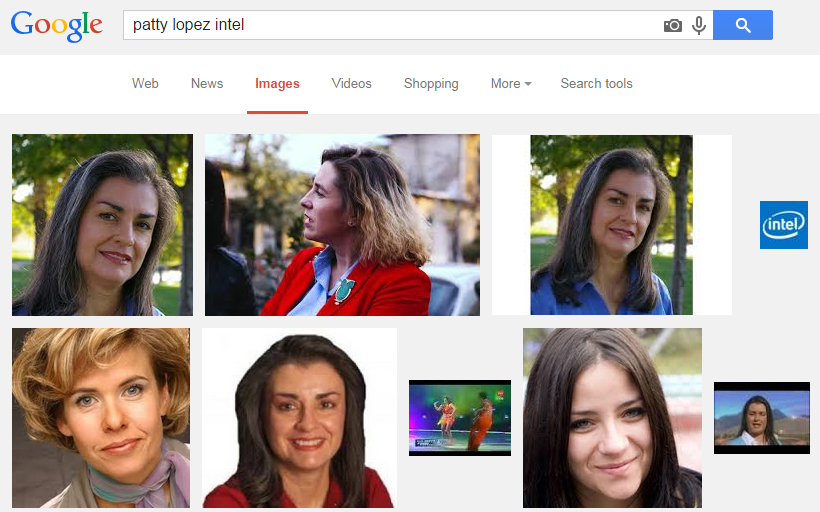 Google patty lopez intel
Web News Images Videos Shopping More Search tools
intel